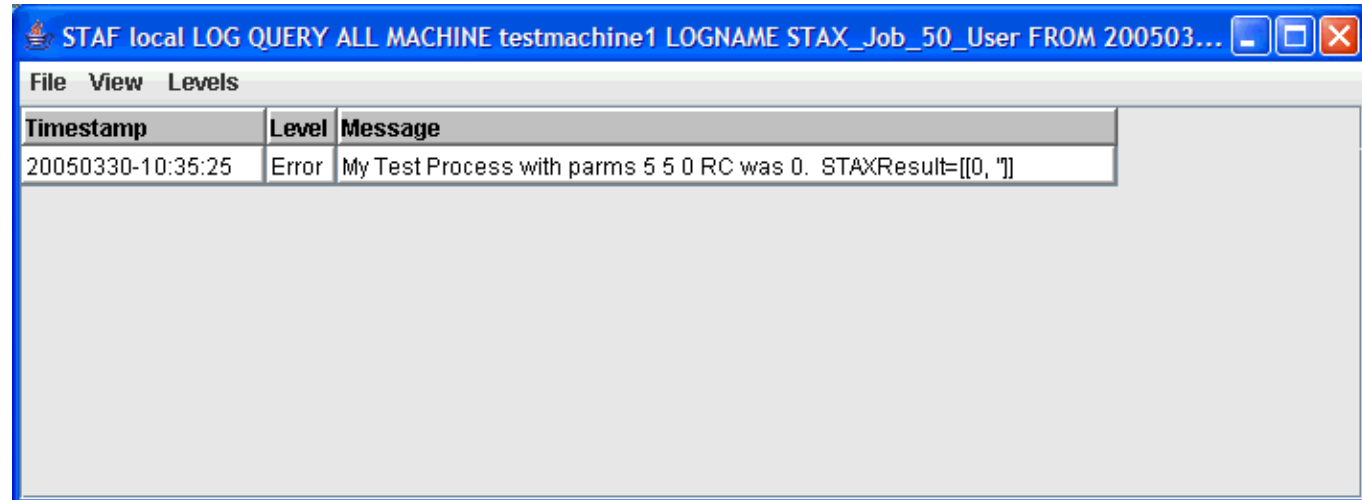 STAF local LOG QUERY ALL MACHINE testmachine1 LOGNAME STAX_Job_50_User FROM 200503...
File View Levels
Timestamp Level Message
20050330-10:35:25 Error My Test Process with parms 5 5 0 RC was 0. STAXResult=[[0, '']]